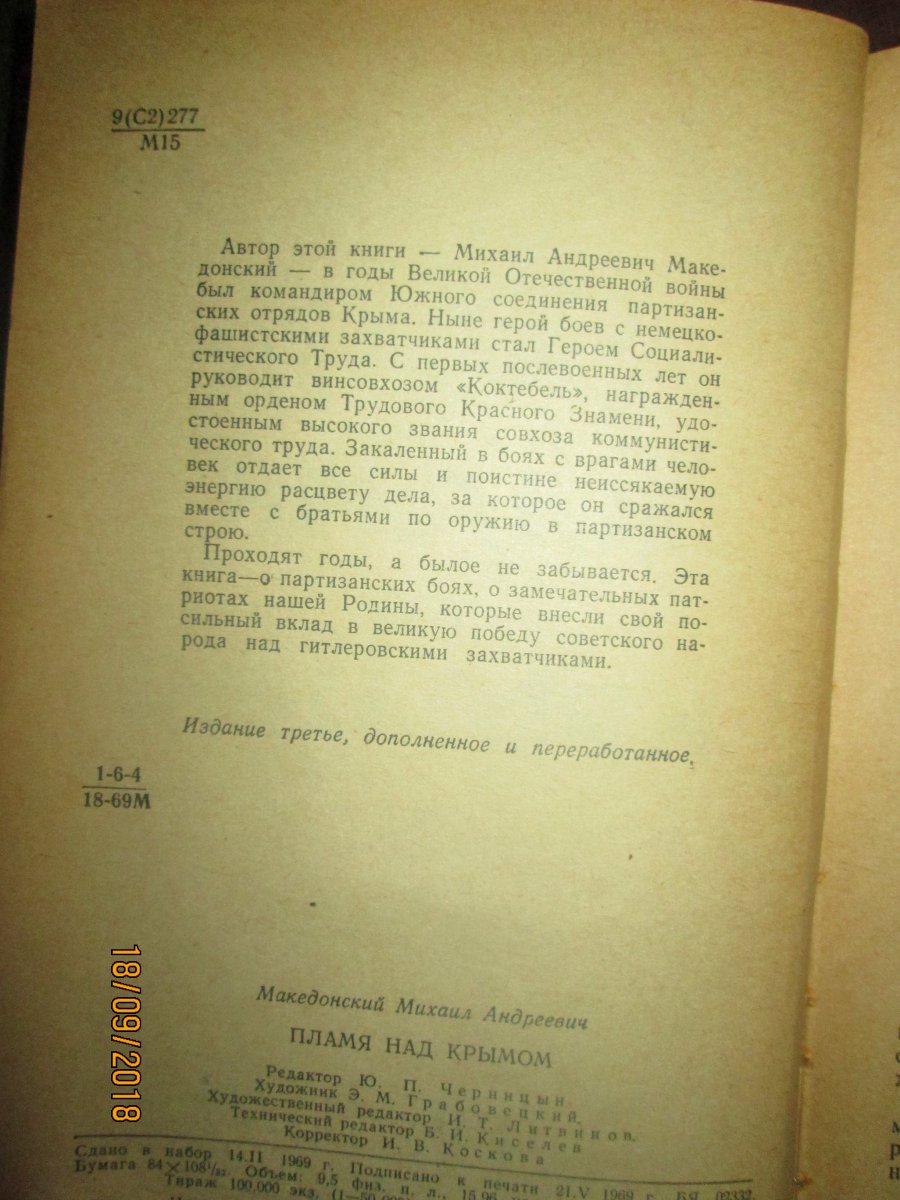 9(С2)277
М15
Автор этой книги — Михаил Андреевич Маке-
донский — в годы Великой Отечественной войны
был командиром Южного соединения партизан-
ских отрядов Крыма. Ныне герой боев с немецко-
фашистскими захватчиками стал Героем Социали-
стического Труда. С первых послевоенных лет он
руководит винсовхозом «Коктебель», награжден-
ным орденом Трудового Красного Знамени, удо-
стоенным высокого звания совхоза коммунисти-
ческого труда. Закаленный в боях с врагами чело-
век отдает все силы и поистине неиссякаемую
энергию расцвету дела, за которое он сражался
вместе с братьями по оружию в партизанском
строю.
Проходят годы, а былое не забывается. Эта
книга—о партизанских боях, о замечательных пат-
риотах нашей Родины, которые внесли свой по-
сильный вклад в великую победу советского на-
рода над гитлеровскими захватчиками.
Издание третье, дополненное и переработанное.
1-6-4
18-69М
Македонский Михаил Андреевич
ПЛАМЯ НАД КРЫМОМ
Редактор Ю. П. Черницын.
Художник Э. М. Грабовецкий.
Художественный редактор И. Т. Литвинов.
Технический редактор Б. И. Киселев
Корректор И. В. Коскова
Сдано в набор 14.II 1969 г. Подписано к печати 21.V 1969 г. БЯ
Бумага 84×108¹/₃₂. Объем: 9,5 физ. п. л., 15,96
Тираж 100.000 экз.
18/09/2018